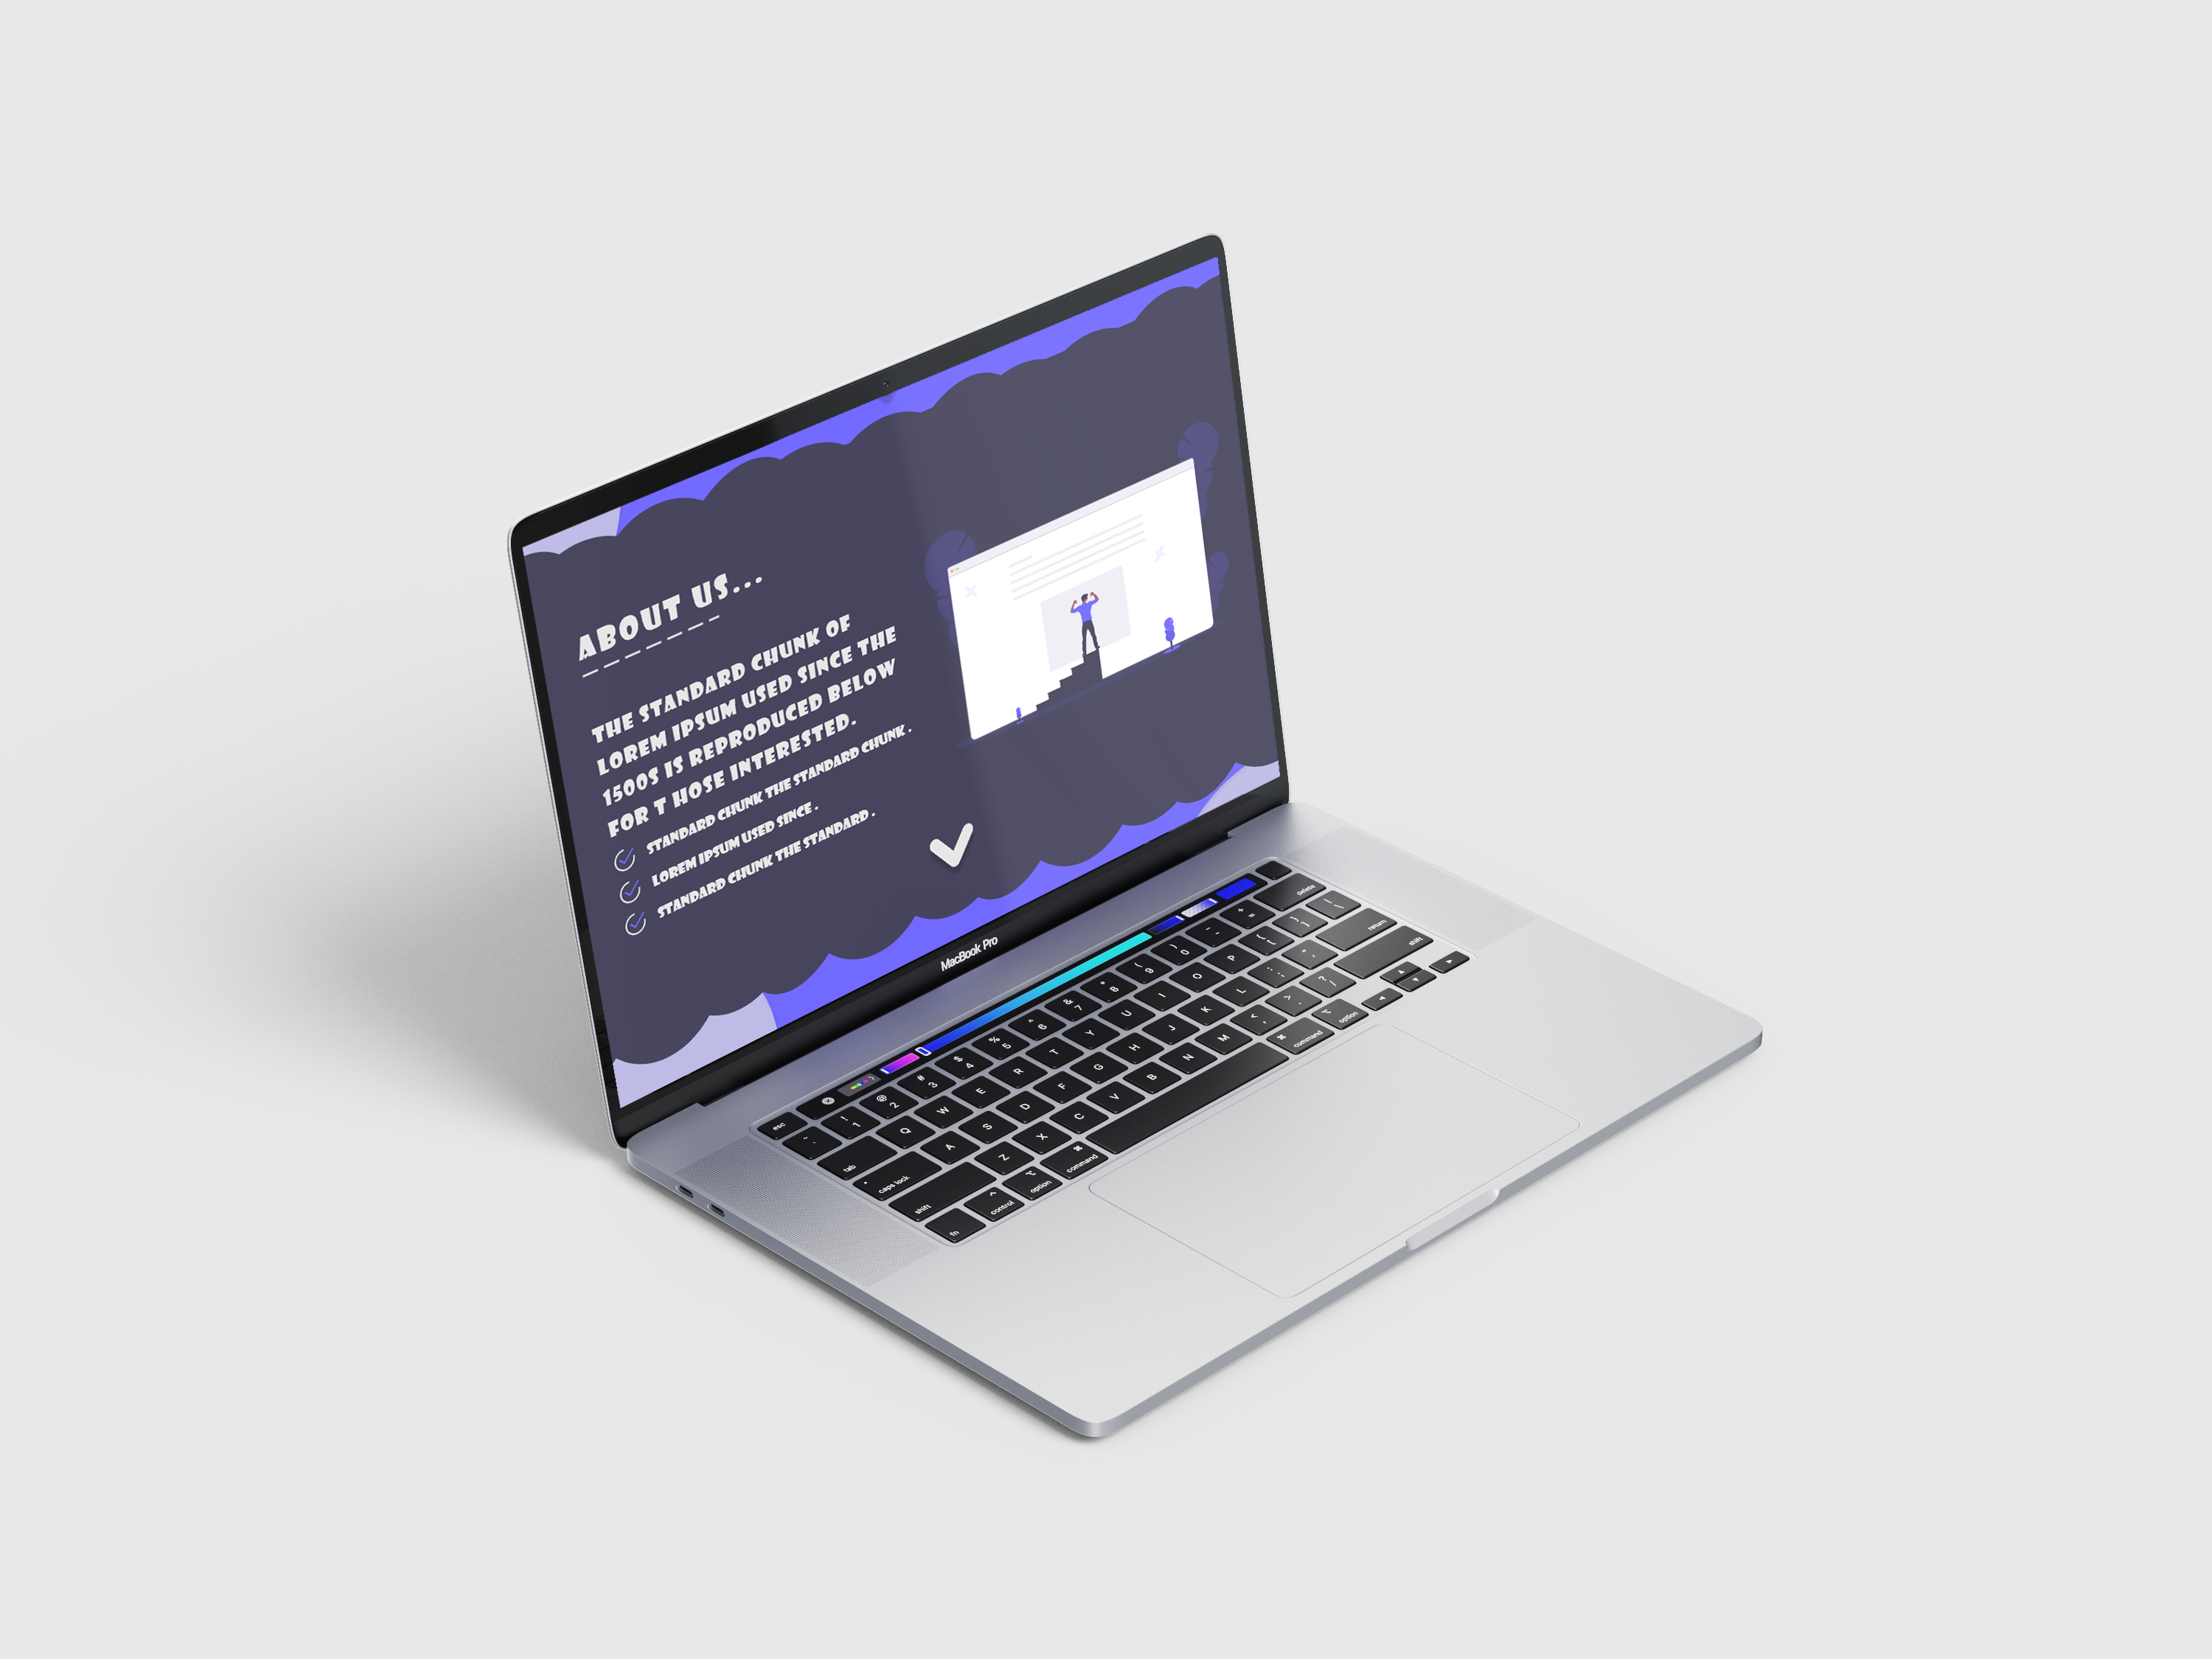 ABOUT US...
THE STANDARD CHUNK OF
LOREM IPSUM USED SINCE THE
1500S IS REPRODUCED BELOW
FOR T HOSE INTERESTED.
STANDARD CHUNK THE STANDARD CHUNK .
LOREM IPSUM USED SINCE .
STANDARD CHUNK THE STANDARD .
MacBook Pro
esc
~ ` ! 1 @ 2 # 3 $ 4 % 5 ^ 6 & 7 * 8 ( 9 ) 0 _ - + = delete
tab Q W E R T Y U I O P { [ } ] | \
caps lock A S D F G H J K L : ; " ' return
shift Z X C V B N M < , > . ? / shift
fn ^ control ⌥ option ⌘ command ⌘ command ⌥ option ◀ ▲ ▼ ▶